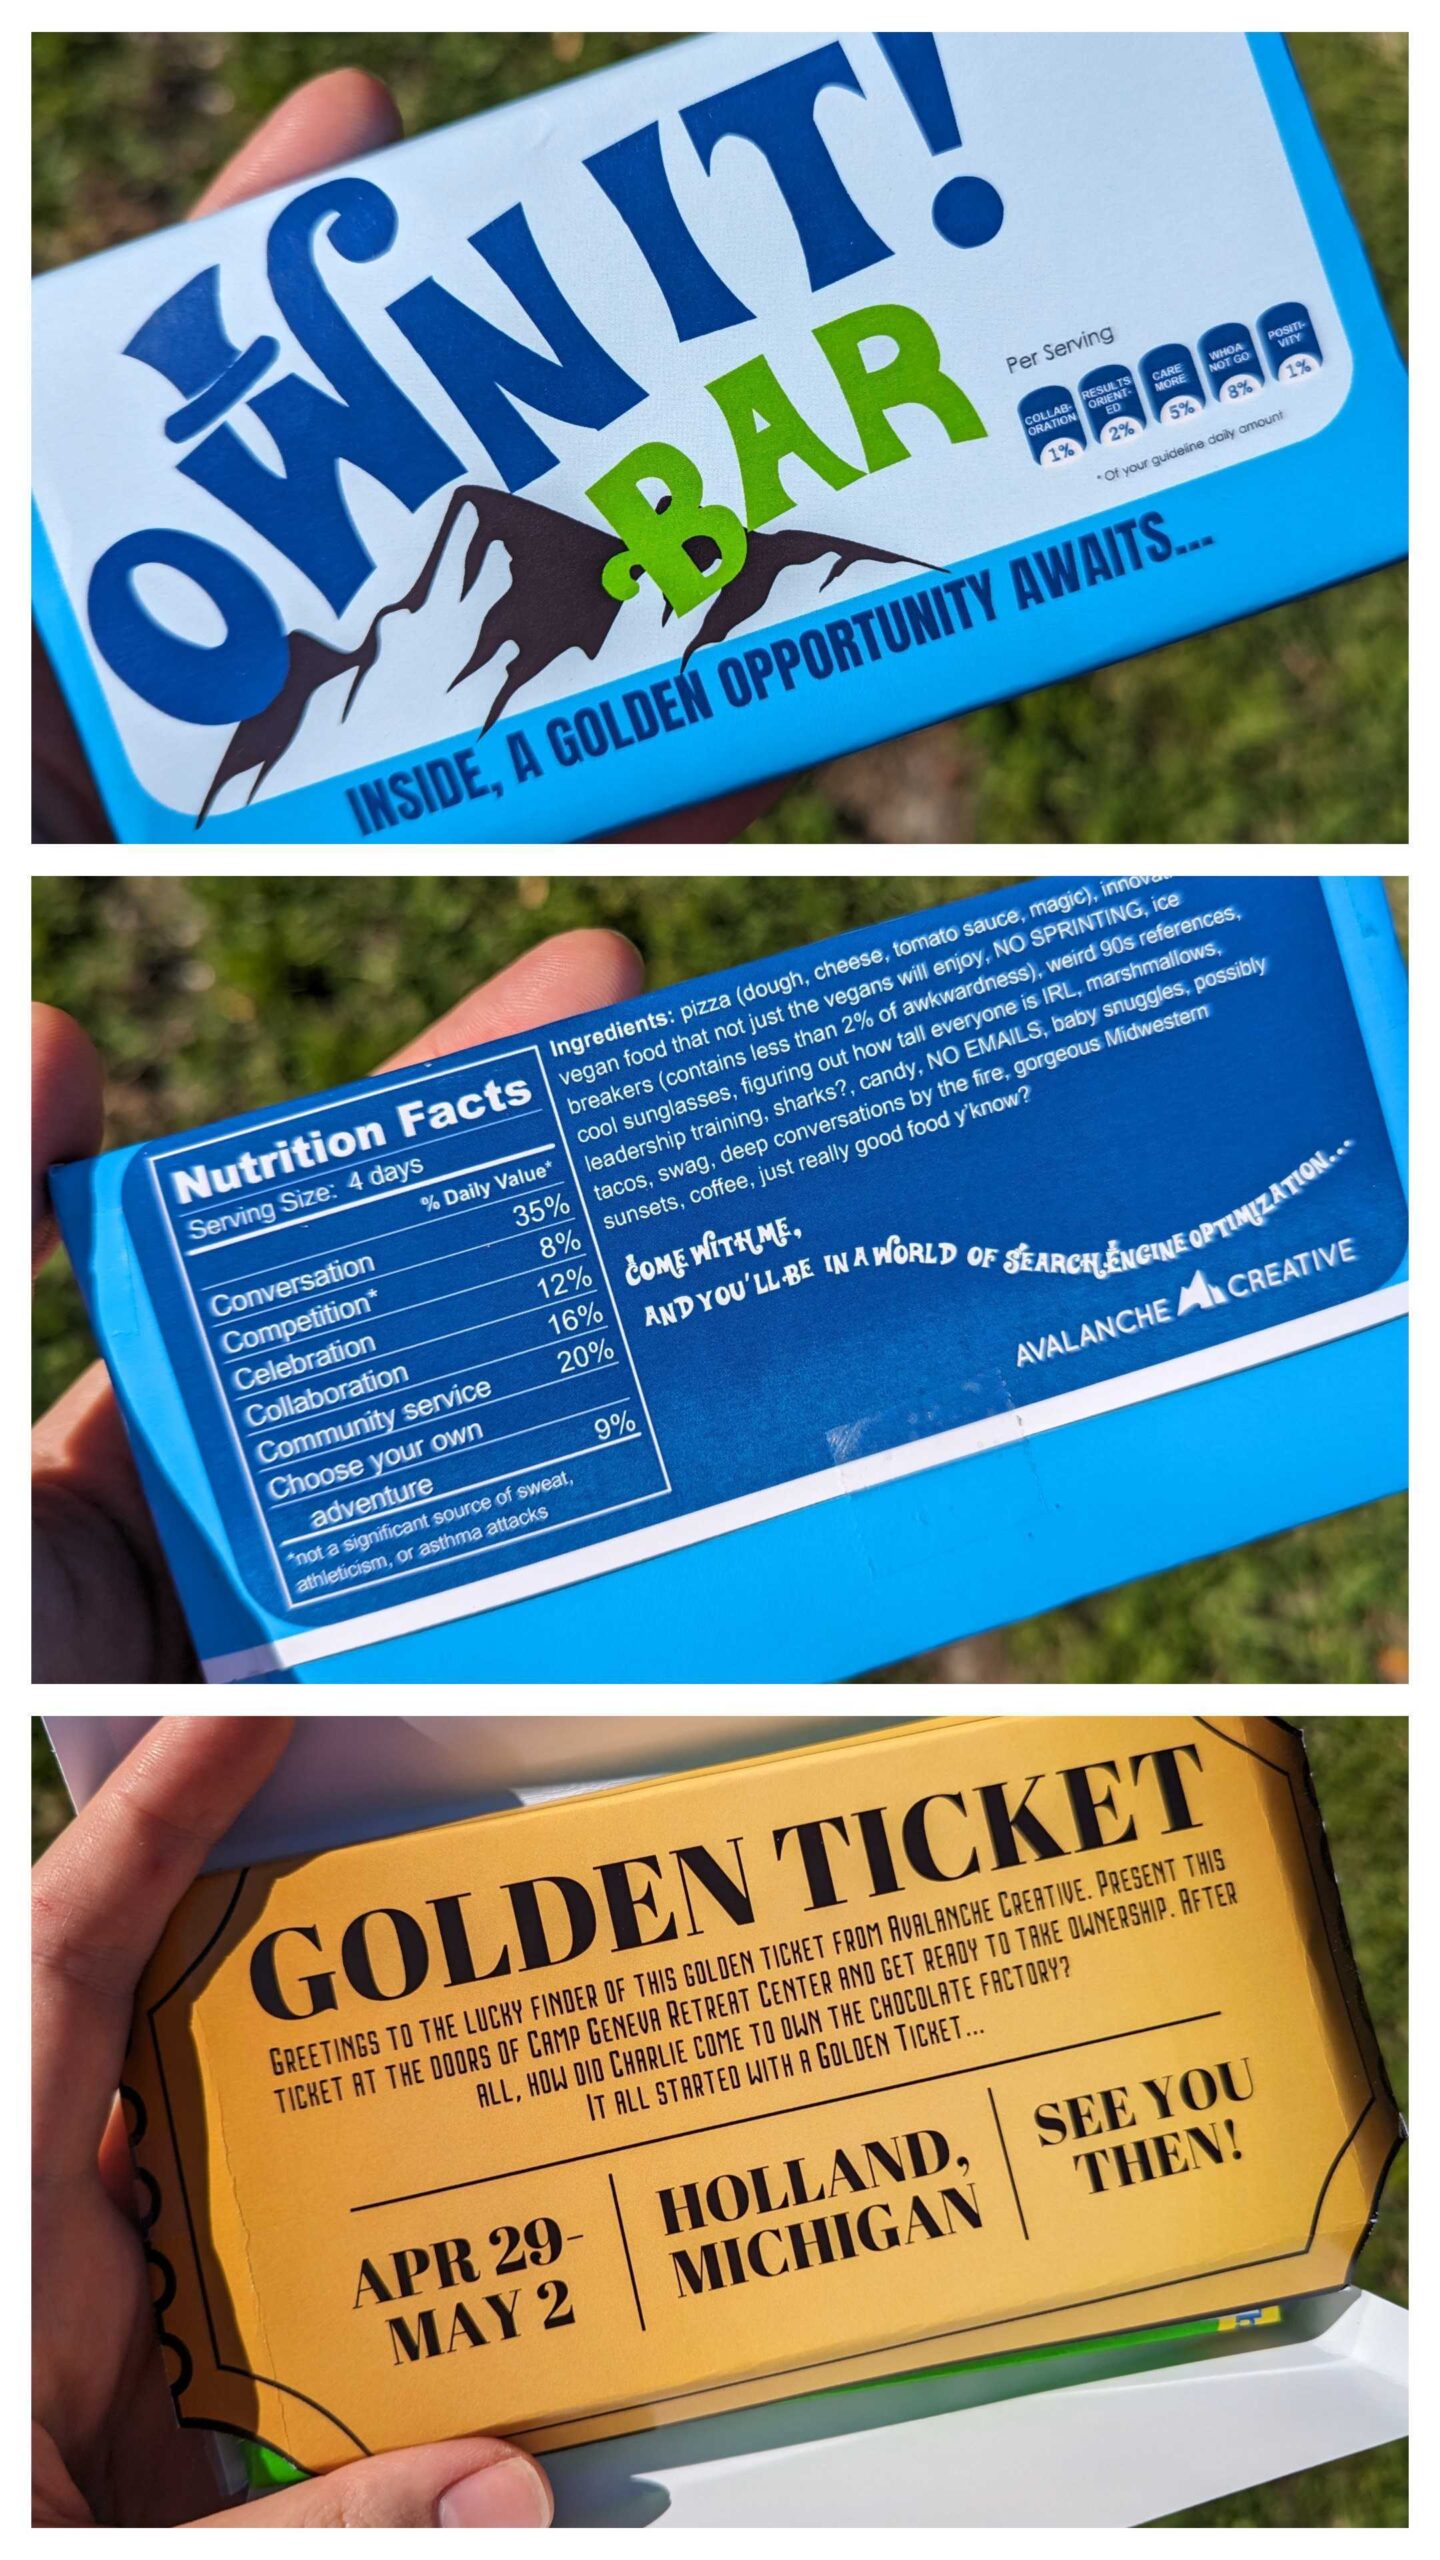 OWN IT!
BAR
Per Serving
COLLAB-
ORATION
1%
RESULTS
ORIENT-
ED
2%
CARE
MORE
5%
WHOA
NOT GO
8%
POSITI-
VITY
1%
* Of your guideline daily amount
INSIDE, A GOLDEN OPPORTUNITY AWAITS...
Nutrition Facts
Serving Size: 4 days
% Daily Value*
Conversation 35%
Competition* 8%
Celebration 12%
Collaboration 16%
Community service 20%
Choose your own
adventure 9%
*not a significant source of sweat,
athleticism, or asthma attacks
Ingredients: pizza (dough, cheese, tomato sauce, magic),
vegan food that not just the vegans will enjoy, NO SPRINTING, ice
breakers (contains less than 2% of awkwardness), weird 90s references,
cool sunglasses, figuring out how tall everyone is IRL, marshmallows,
leadership training, sharks?, candy, NO EMAILS, baby snuggles, possibly
tacos, swag, deep conversations by the fire, gorgeous Midwestern
sunsets, coffee, just really good food y'know?
COME WITH ME,
AND YOU'LL BE IN A WORLD OF SEARCH ENGINE OPTIMIZATION...
AVALANCHE CREATIVE
GOLDEN TICKET
GREETINGS TO THE LUCKY FINDER OF THIS GOLDEN TICKET FROM AVALANCHE CREATIVE. PRESENT THIS
TICKET AT THE DOORS OF CAMP GENEVA RETREAT CENTER AND GET READY TO TAKE OWNERSHIP. AFTER
ALL, HOW DID CHARLIE COME TO OWN THE CHOCOLATE FACTORY?
IT ALL STARTED WITH A GOLDEN TICKET...
APR 29-
MAY 2
HOLLAND,
MICHIGAN
SEE YOU
THEN!